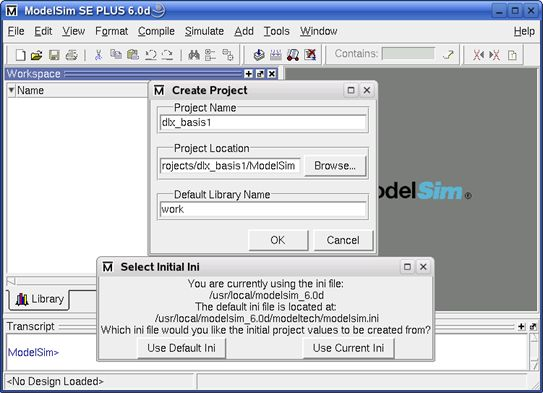 ModelSim SE PLUS 6.0d
File Edit View Format Compile Simulate Add Tools Window Help
Contains:
Workspace
Name
Create Project
Project Name
dlx_basis1
Project Location
rojects/dlx_basis1/ModelSim
Browse...
Default Library Name
work
OK Cancel
odelSim®
Select Initial Ini
You are currently using the ini file:
/usr/local/modelsim_6.0d
The default ini file is located at:
/usr/local/modelsim_6.0d/modeltech/modelsim.ini
Which ini file would you like the initial project values to be created from?
Use Default Ini Use Current Ini
Library
Transcript
ModelSim>
<No Design Loaded>